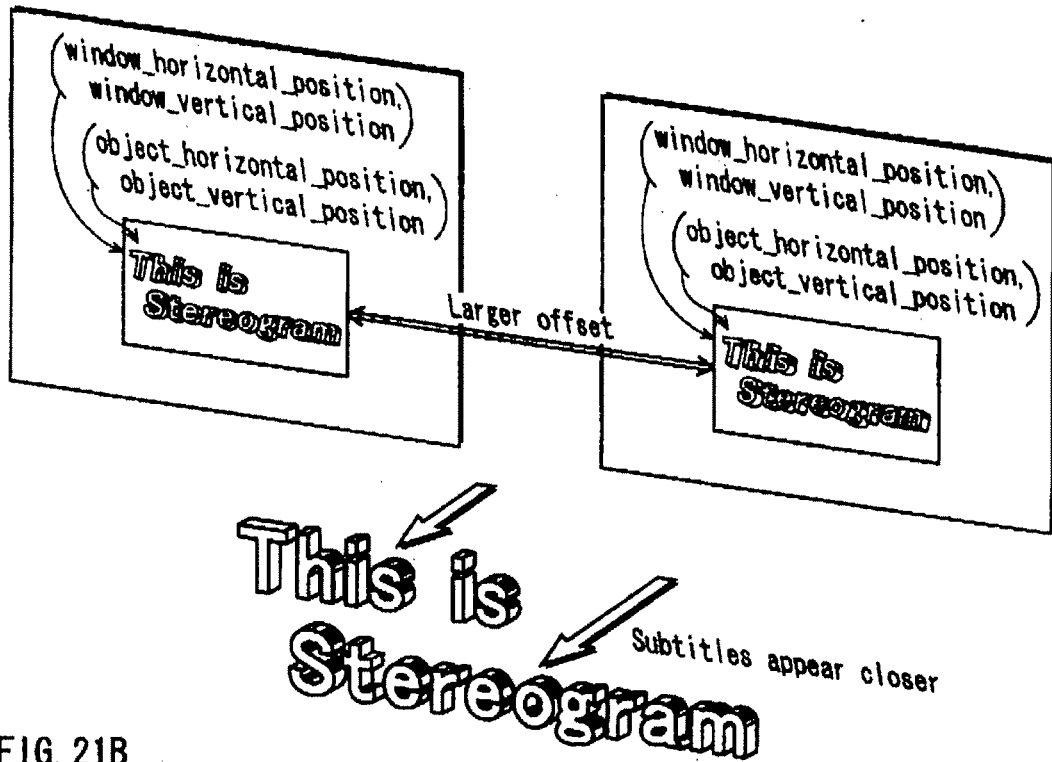 (window_horizontal_position,
window_vertical_position)
(object_horizontal_position,
object_vertical_position)
This is
Stereogram
Larger offset
(window_horizontal_position,
window_vertical_position)
(object_horizontal_position,
object_vertical_position)
This is
Stereogram
This is
Stereogram
Subtitles appear closer
FIG. 21B